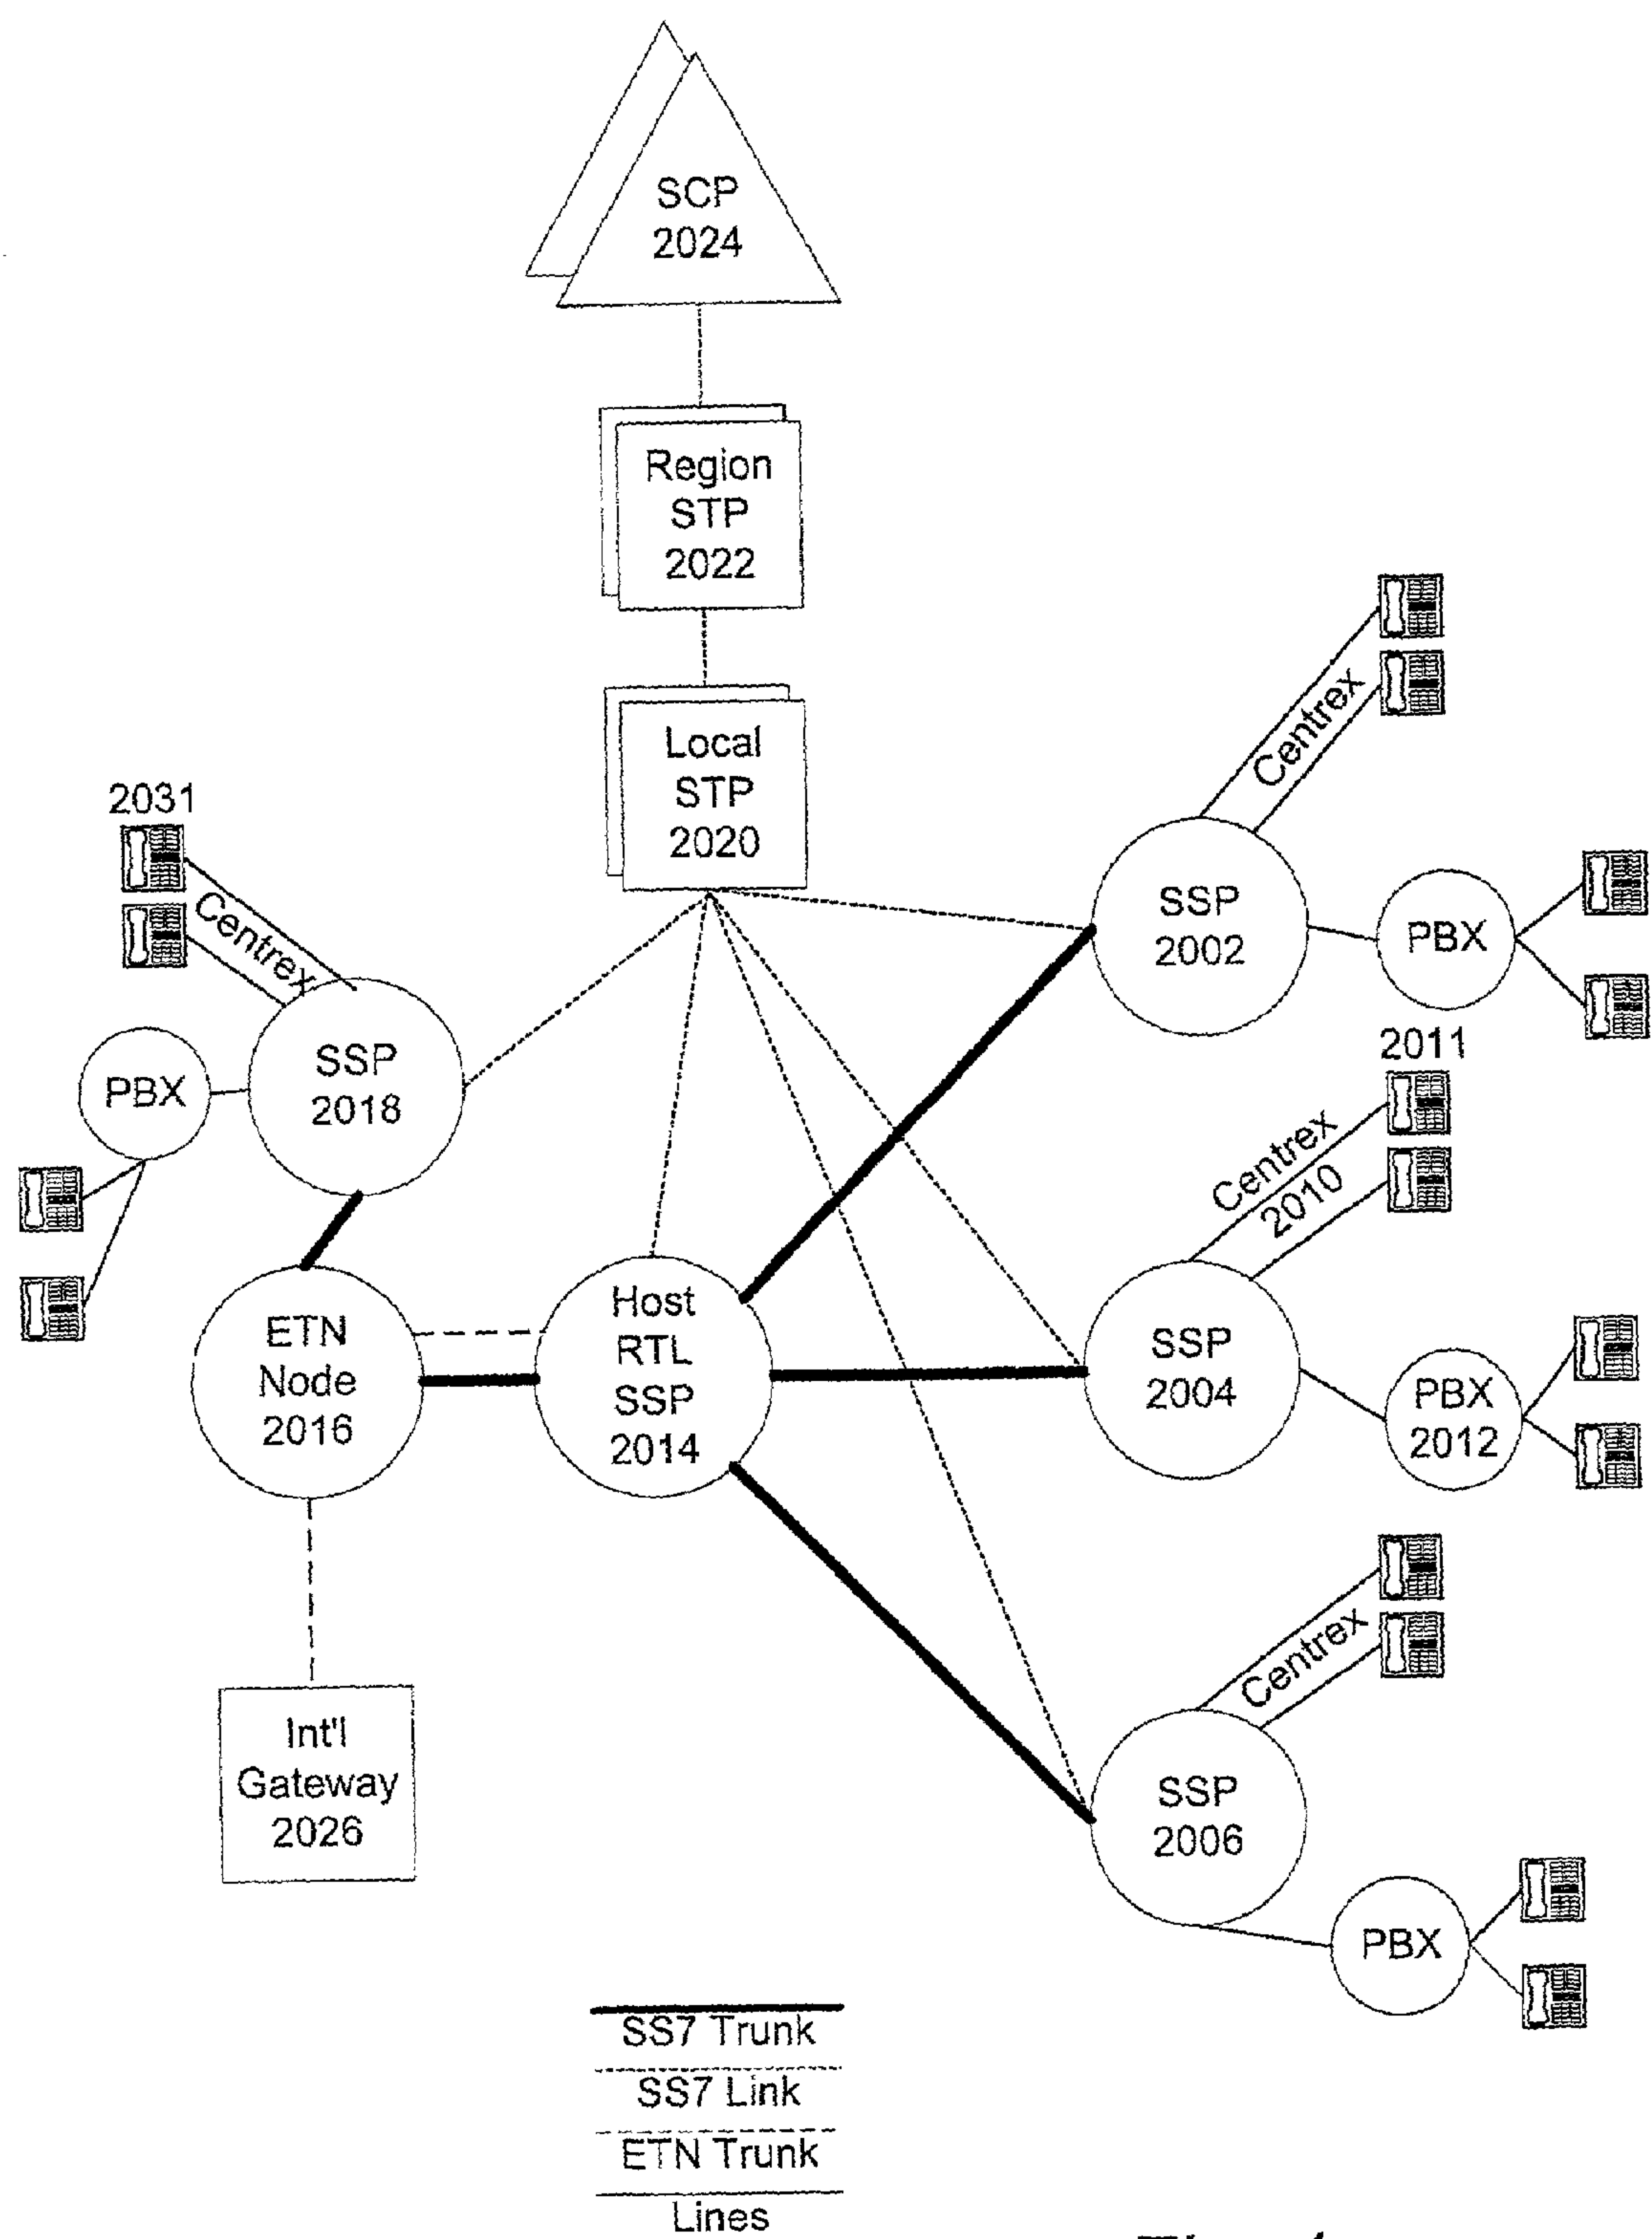 SCP
2024
Region
STP
2022
Local
STP
2020
2031
Centrex
SSP
2018
PBX
Centrex
SSP
2002
PBX
2011
Centrex
2010
SSP
2004
PBX
2012
ETN
Node
2016
Host
RTL
SSP
2014
Int'l
Gateway
2026
Centrex
SSP
2006
PBX
SS7 Trunk
SS7 Link
ETN Trunk
Lines